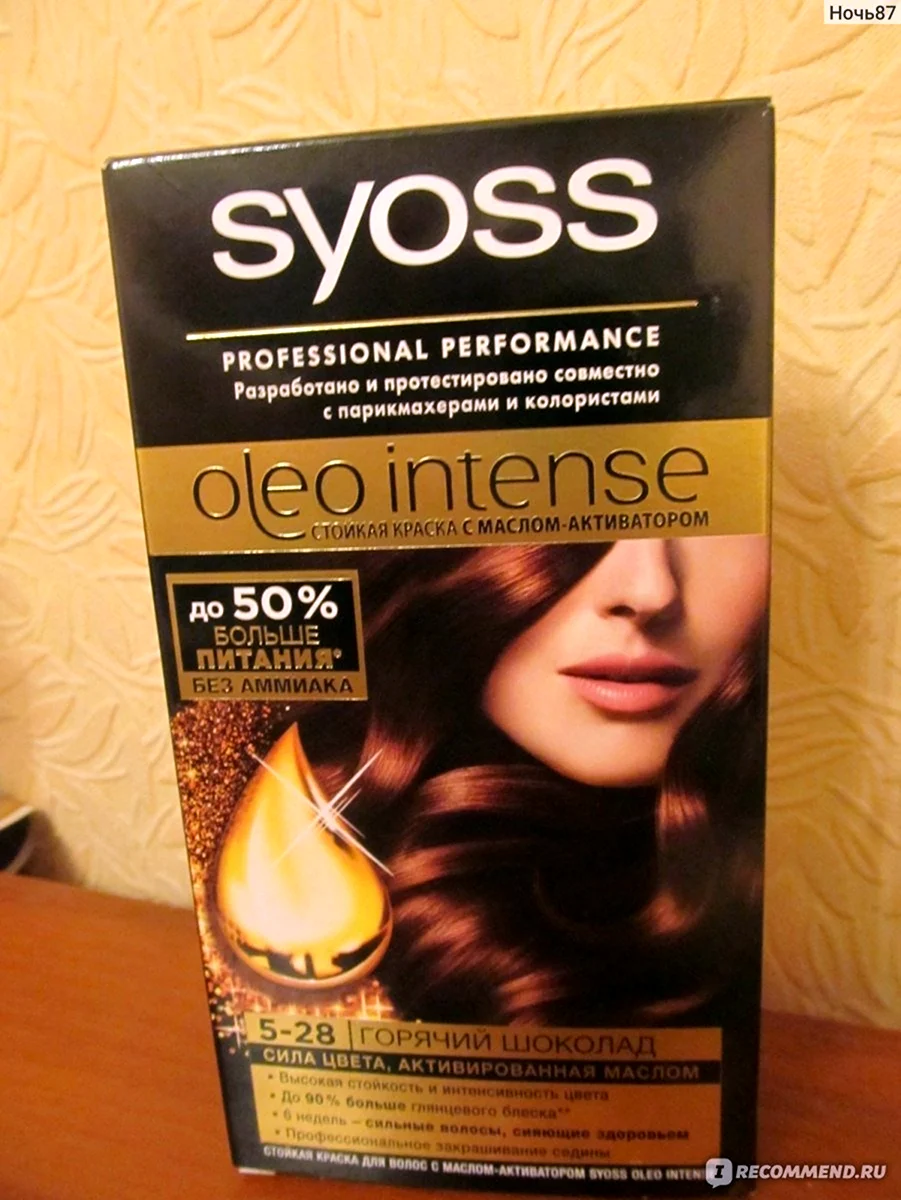 Ночь87
syoss
PROFESSIONAL PERFORMANCE
Разработано и протестировано совместно
с парикмахерами и колористами
oleo intense
СТОЙКАЯ КРАСКА С МАСЛОМ-АКТИВАТОРОМ
до 50%
БОЛЬШЕ
ПИТАНИЯ*
БЕЗ АММИАКА
5-28 ГОРЯЧИЙ ШОКОЛАД
СИЛА ЦВЕТА, АКТИВИРОВАННАЯ МАСЛОМ
• Высокая стойкость и интенсивность цвета
• До 90% больше глянцевого блеска**
• 6 недель – сильные волосы, сияющие здоровьем
• Профессиональное закрашивание седины
СТОЙКАЯ КРАСКА ДЛЯ ВОЛОС С МАСЛОМ-АКТИВАТОРОМ SYOSS OLEO INTENSE
I RECOMMEND.RU